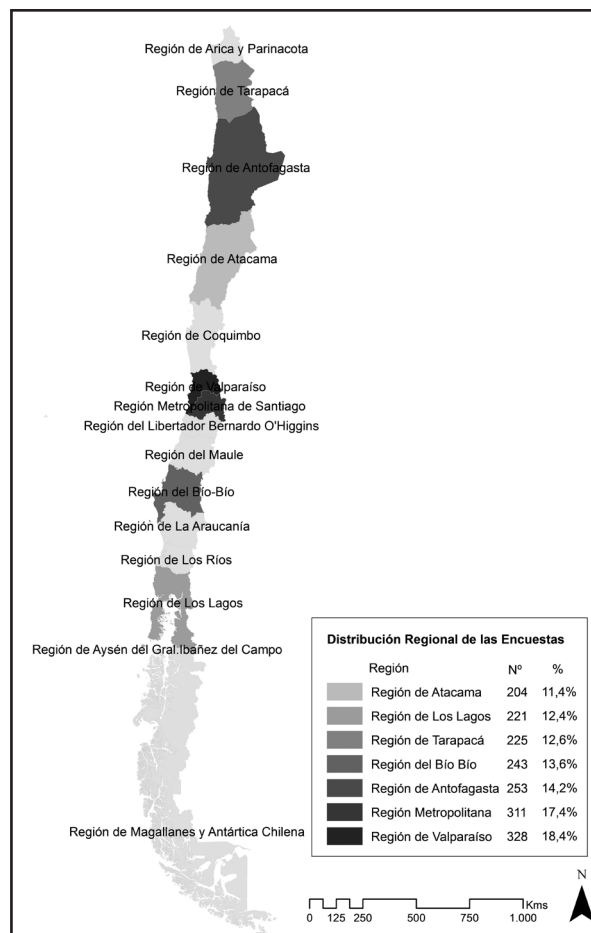 Región de Arica y Parinacota
Región de Tarapacá
Región de Antofagasta
Región de Atacama
Región de Coquimbo
Región de Valparaíso
Región Metropolitana de Santiago
Región del Libertador Bernardo O'Higgins
Región del Maule
Región del Bío-Bío
Región de La Araucanía
Región de Los Ríos
Región de Los Lagos
Región de Aysén del Gral.Ibáñez del Campo
Región de Magallanes y Antártica Chilena
Distribución Regional de las Encuestas
Región Nº %
Región de Atacama 204 11,4%
Región de Los Lagos 221 12,4%
Región de Tarapacá 225 12,6%
Región del Bío Bío 243 13,6%
Región de Antofagasta 253 14,2%
Región Metropolitana 311 17,4%
Región de Valparaíso 328 18,4%
N
Kms
0 125 250 500 750 1.000